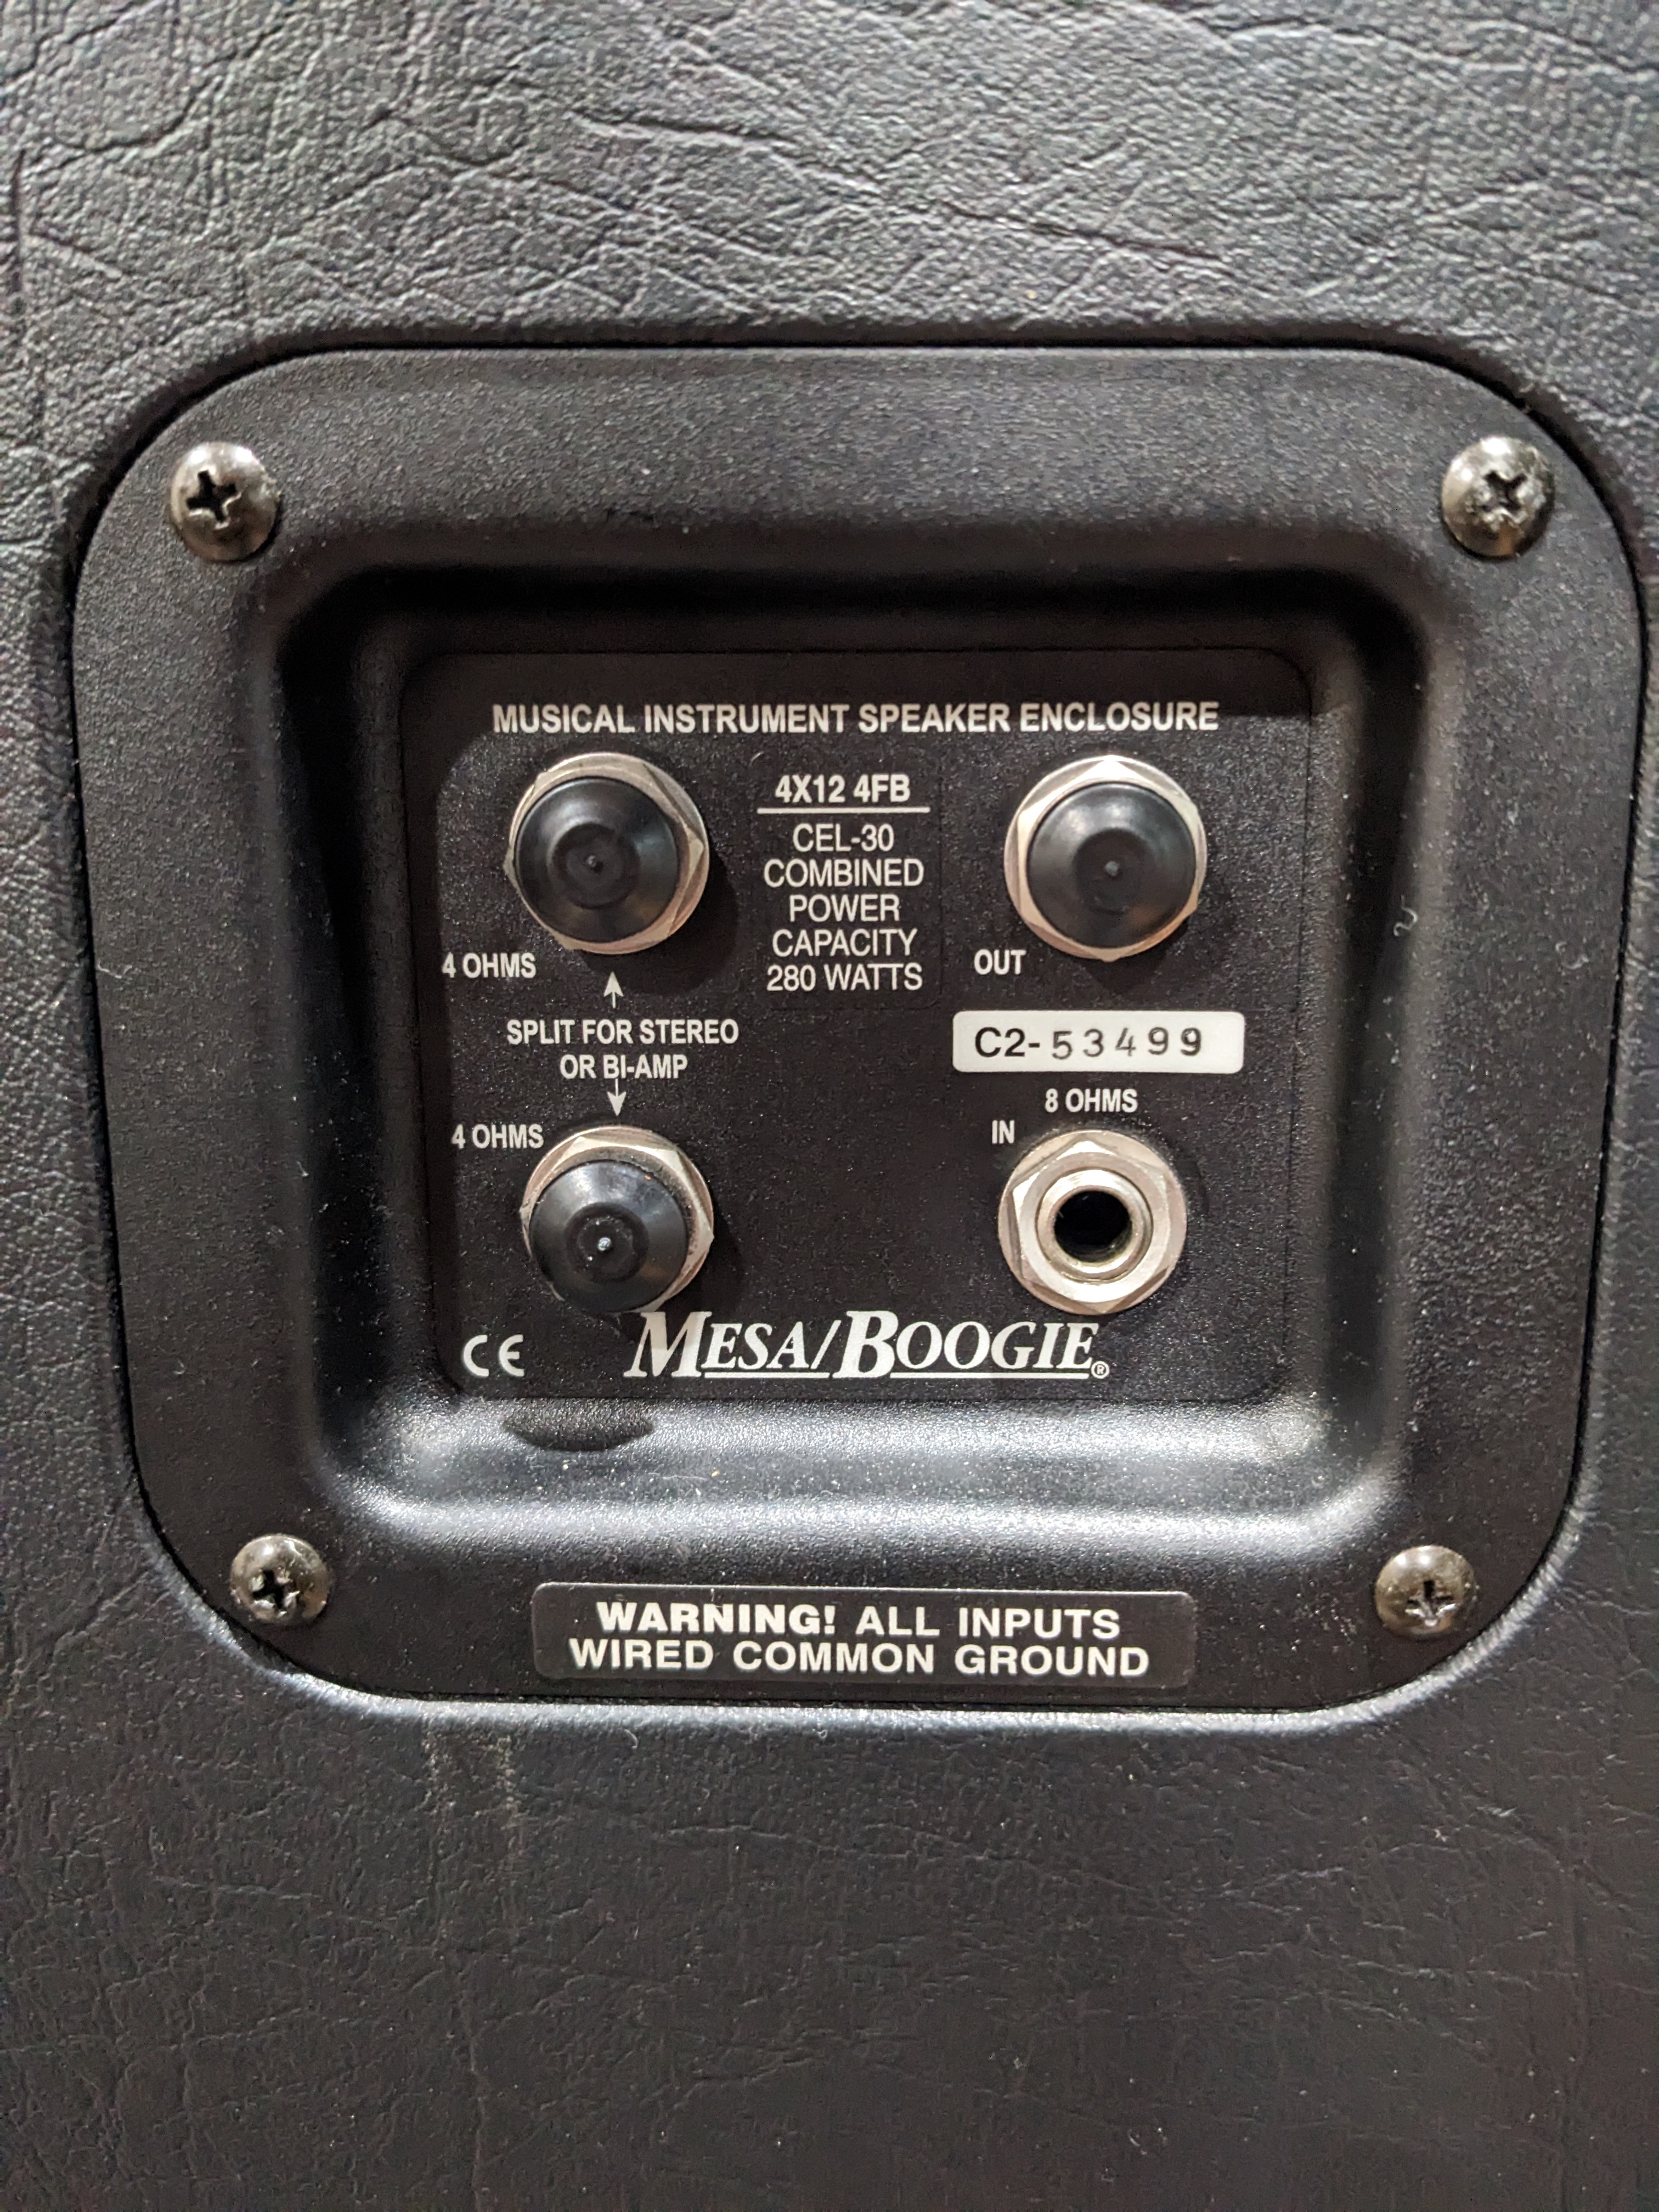 MUSICAL INSTRUMENT SPEAKER ENCLOSURE
4X12 4FB
CEL-30
COMBINED
POWER
CAPACITY
280 WATTS
4 OHMS
OUT
SPLIT FOR STEREO
OR BI-AMP
C2-53499
8 OHMS
4 OHMS
IN
CE
MESA/BOOGIE®
WARNING! ALL INPUTS
WIRED COMMON GROUND